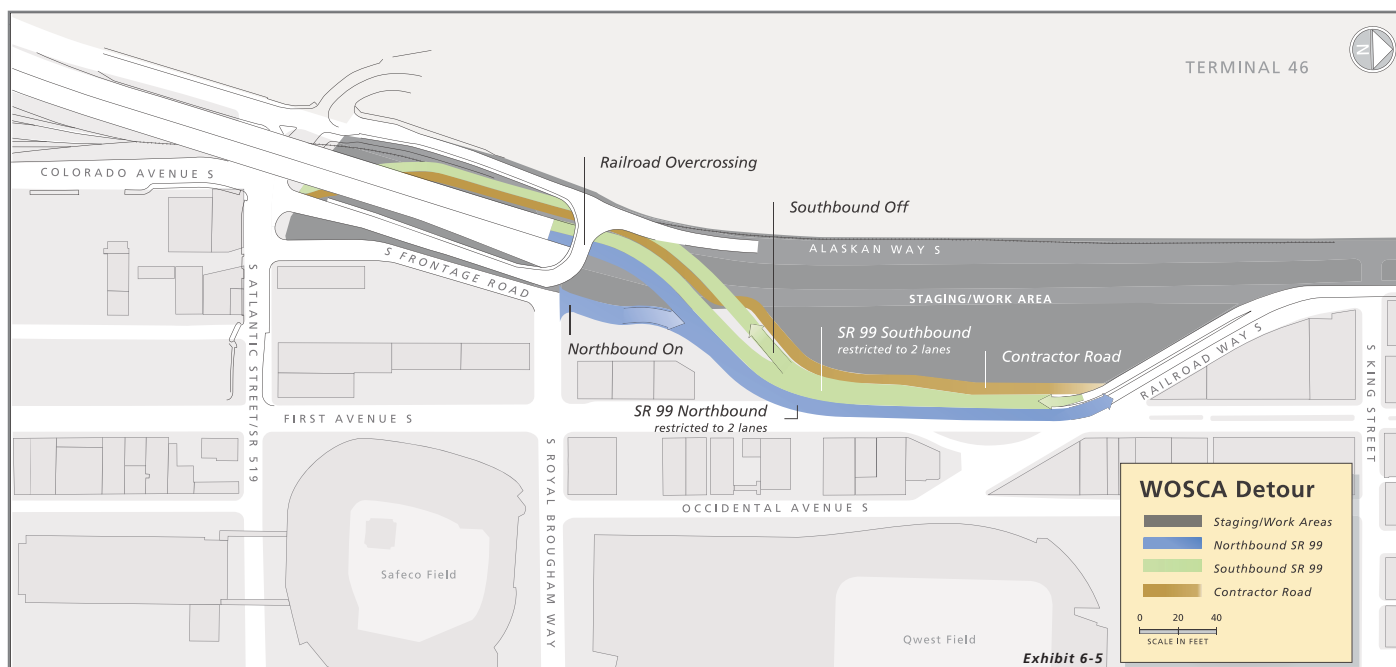 TERMINAL 46
N
Railroad Overcrossing
COLORADO AVENUE S
Southbound Off
ALASKAN WAY S
S FRONTAGE ROAD
STAGING/WORK AREA
S ATLANTIC STREET/SR 519
SR 99 Southbound
restricted to 2 lanes
Northbound On
Contractor Road
RAILROAD WAY S
S KING STREET
SR 99 Northbound
restricted to 2 lanes
FIRST AVENUE S
S ROYAL BROUGHAM WAY
OCCIDENTAL AVENUE S
Safeco Field
Qwest Field
WOSCA Detour
Staging/Work Areas
Northbound SR 99
Southbound SR 99
Contractor Road
0 20 40
SCALE IN FEET
Exhibit 6-5